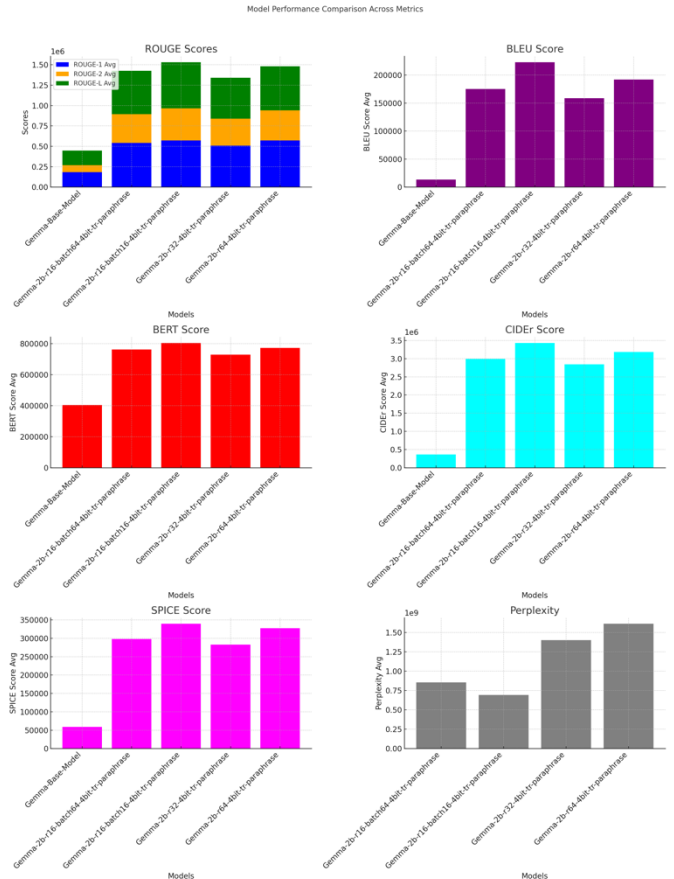 Model Performance Comparison Across Metrics
ROUGE Scores
1e6
ROUGE-1 Avg
ROUGE-2 Avg
ROUGE-L Avg
Scores
1.50
1.25
1.00
0.75
0.50
0.25
0.00
Gemma-Base-Model
Gemma-2b-r16-batch64-4bit-tr-paraphrase
Gemma-2b-r16-batch16-4bit-tr-paraphrase
Gemma-2b-r32-4bit-tr-paraphrase
Gemma-2b-r64-4bit-tr-paraphrase
Models
BLEU Score
BLEU Score Avg
200000
150000
100000
50000
0
Gemma-Base-Model
Gemma-2b-r16-batch64-4bit-tr-paraphrase
Gemma-2b-r16-batch16-4bit-tr-paraphrase
Gemma-2b-r32-4bit-tr-paraphrase
Gemma-2b-r64-4bit-tr-paraphrase
Models
BERT Score
BERT Score Avg
800000
600000
400000
200000
0
Gemma-Base-Model
Gemma-2b-r16-batch64-4bit-tr-paraphrase
Gemma-2b-r16-batch16-4bit-tr-paraphrase
Gemma-2b-r32-4bit-tr-paraphrase
Gemma-2b-r64-4bit-tr-paraphrase
Models
CIDEr Score
1e6
CIDEr Score Avg
3.5
3.0
2.5
2.0
1.5
1.0
0.5
0.0
Gemma-Base-Model
Gemma-2b-r16-batch64-4bit-tr-paraphrase
Gemma-2b-r16-batch16-4bit-tr-paraphrase
Gemma-2b-r32-4bit-tr-paraphrase
Gemma-2b-r64-4bit-tr-paraphrase
Models
SPICE Score
SPICE Score Avg
350000
300000
250000
200000
150000
100000
50000
0
Gemma-Base-Model
Gemma-2b-r16-batch64-4bit-tr-paraphrase
Gemma-2b-r16-batch16-4bit-tr-paraphrase
Gemma-2b-r32-4bit-tr-paraphrase
Gemma-2b-r64-4bit-tr-paraphrase
Models
Perplexity
1e9
Perplexity Avg
1.50
1.25
1.00
0.75
0.50
0.25
0.00
Gemma-2b-r16-batch64-4bit-tr-paraphrase
Gemma-2b-r16-batch16-4bit-tr-paraphrase
Gemma-2b-r32-4bit-tr-paraphrase
Gemma-2b-r64-4bit-tr-paraphrase
Models